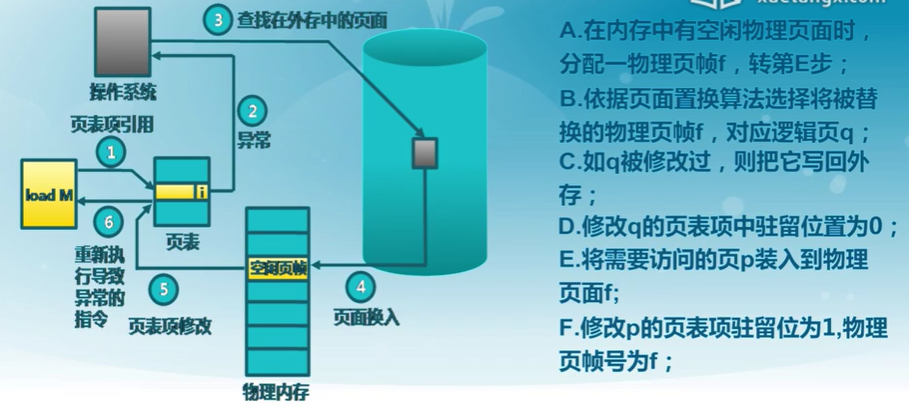 ③ 查找在外存中的页面
操作系统
② 异常
页表项引用
①
load M
i
页表
⑥
重新执
行导致
异常的
指令
⑤
页表项修改
空闲页帧
④
页面换入
物理内存
xuetangx.com
A.在内存中有空闲物理页面时，
分配一物理页帧f，转第E步；
B.依据页面置换算法选择将被替
换的物理页帧f，对应逻辑页q；
C.如q被修改过，则把它写回外
存；
D.修改q的页表项中驻留位置为0；
E.将需要访问的页p装入到物理
页面f;
F.修改p的页表项驻留位为1,物理
页帧号为f；